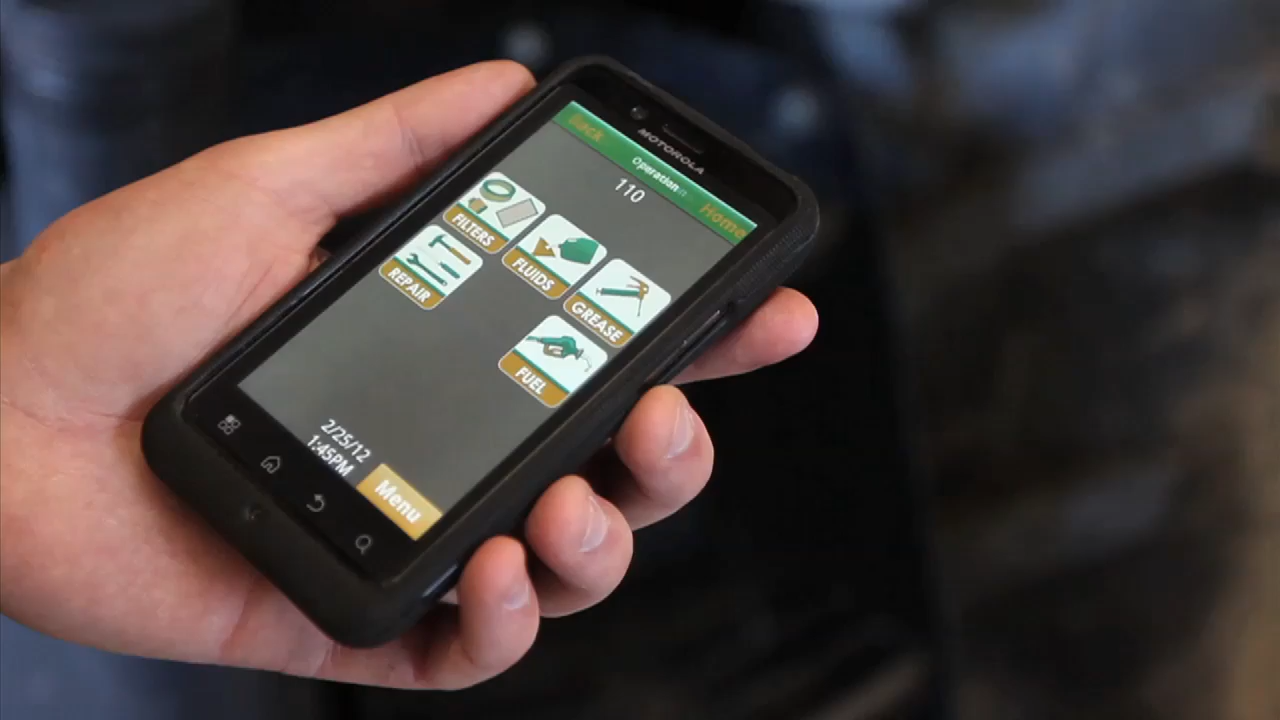 MOTOROLA
Back
Operation
Home
110
FILTERS
FLUIDS
GREASE
REPAIR
FUEL
2/25/12
1:45PM
Menu